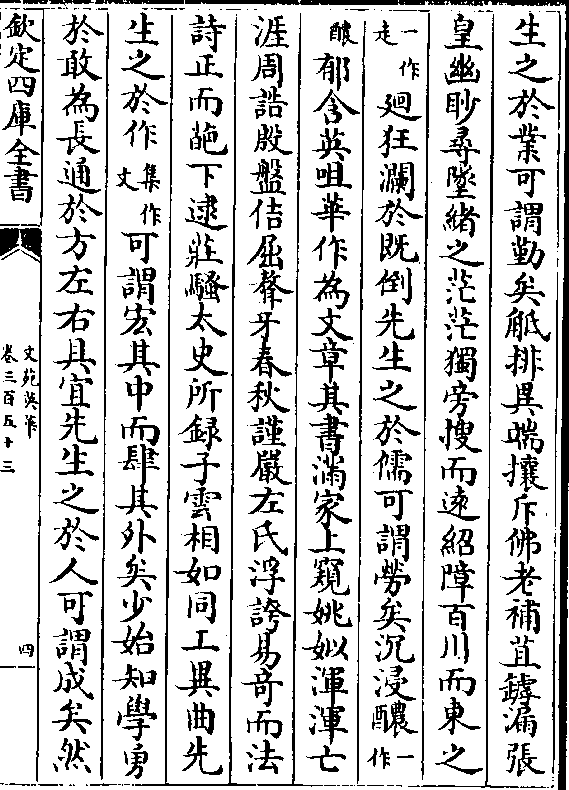 生之於業可謂勤矣觝排異端攘斥佛老補苴罅漏張
皇幽眇尋墜緒之茫茫獨旁搜而遠紹障百川而東之
一作走廻狂瀾於既倒先生之於儒可謂勞矣沉浸醲一作
醲郁含英咀華作為文章其書滿家上窺姚姒渾渾亡
涯周誥殷盤佶屈聱牙春秋謹嚴左氏浮誇易奇而法
詩正而葩下逮莊騷太史所録子雲相如同工異曲先
生之於作集作文可謂宏其中而肆其外矣少始知學勇
於敢為長通於方左右具宜先生之於人可謂成矣然
欽定四庫全書
文苑英華
卷三百五十三
四